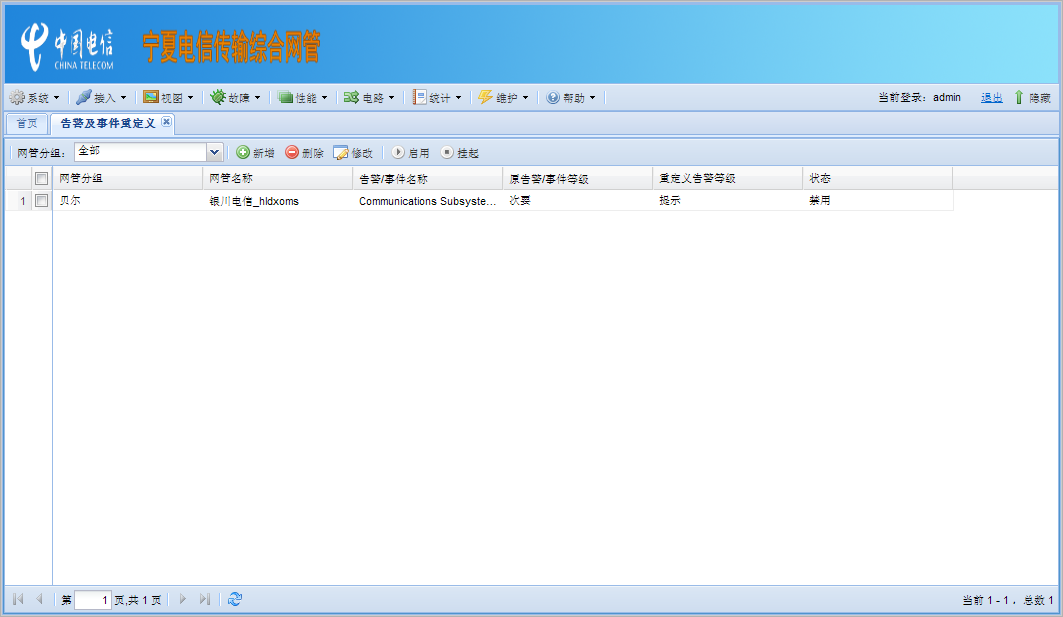 中国电信
CHINA TELECOM
宁夏电信传输综合网管
系统 接入 视图 故障 性能 电路 统计 维护 帮助 当前登录: admin 退出 隐藏
首页 告警及事件重定义
网管分组: 全部 新增 删除 修改 启用 挂起
网管分组 网管名称 告警/事件名称 原告警/事件等级 重定义告警等级 状态
1 贝尔 银川电信_hldxoms Communications Subsyste... 次要 提示 禁用
第 1 页,共 1 页 当前 1 - 1 ，总数 1